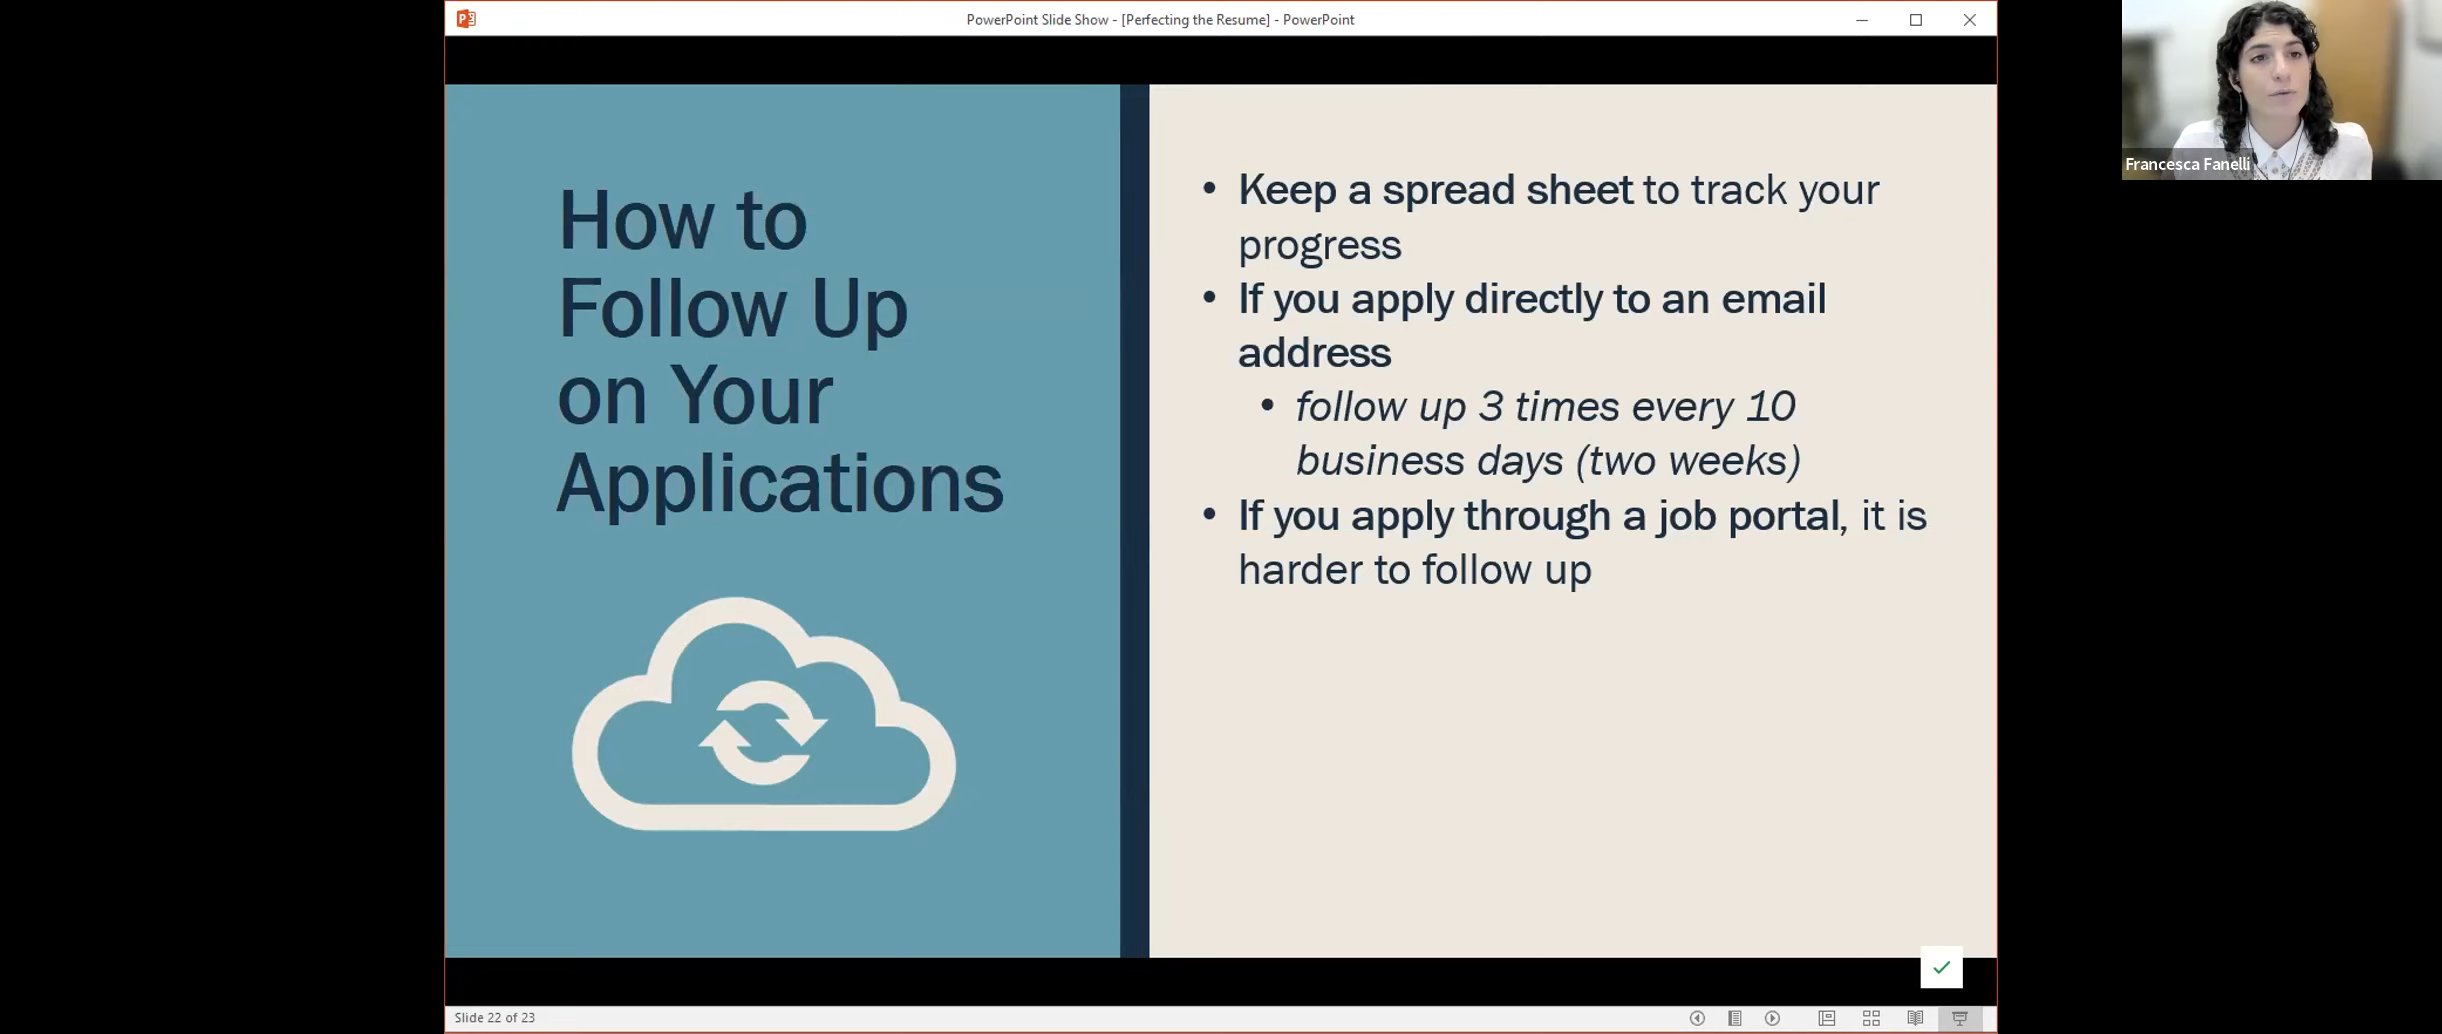 PowerPoint Slide Show - [Perfecting the Resume] - PowerPoint
Francesca Fanelli
How to
Follow Up
on Your
Applications
• Keep a spread sheet to track your
progress
• If you apply directly to an email
address
• follow up 3 times every 10
business days (two weeks)
• If you apply through a job portal, it is
harder to follow up
Slide 22 of 23